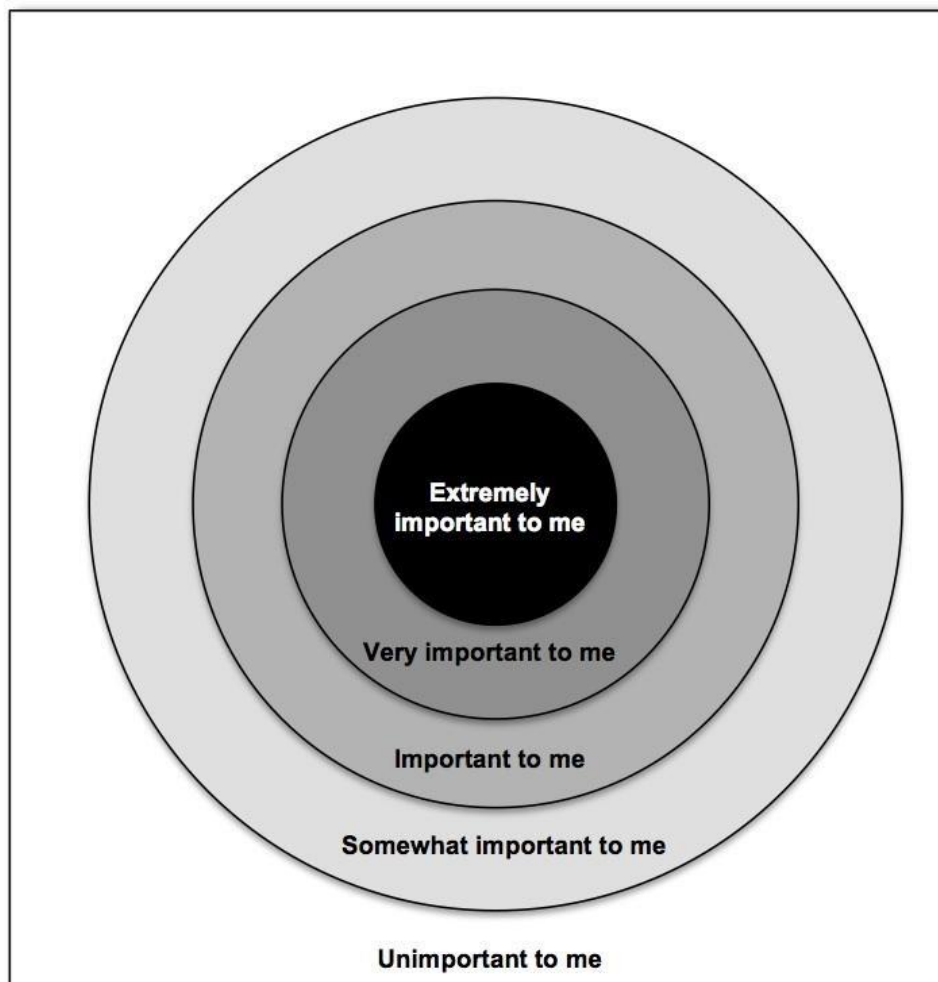 Extremely
important to me
Very important to me
Important to me
Somewhat important to me
Unimportant to me